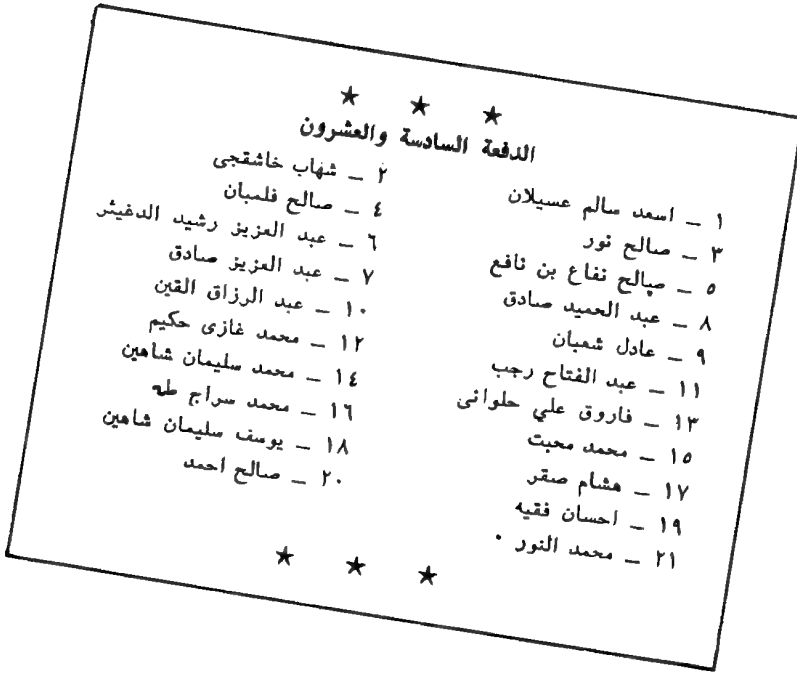 ★ ★ ★
الدفعة السادسة والعشرون
١ ـ اسعد سالم عسيلان
٢ ـ شهاب خاشقجى
٣ ـ صالح نور
٤ ـ صالح فلمبان
٥ ـ صالح نفاع بن نافع
٦ ـ عبد العزيز رشيد الدغيثر
٨ ـ عبد الحميد صادق
٧ ـ عبد العزيز صادق
٩ ـ عادل شعبان
١٠ ـ عبد الرزاق القين
١١ ـ عبد الفتاح رجب
١٢ ـ محمد غازى حكيم
١٣ ـ فاروق علي حلوانى
١٤ ـ محمد سليمان شاهين
١٥ ـ محمد محبت
١٦ ـ محمد سراج طه
١٧ ـ هشام صقر
١٨ ـ يوسف سليمان شاهين
١٩ ـ احسان فقيه
٢٠ ـ صالح احمد
٢١ ـ محمد النور ٠
★ ★ ★